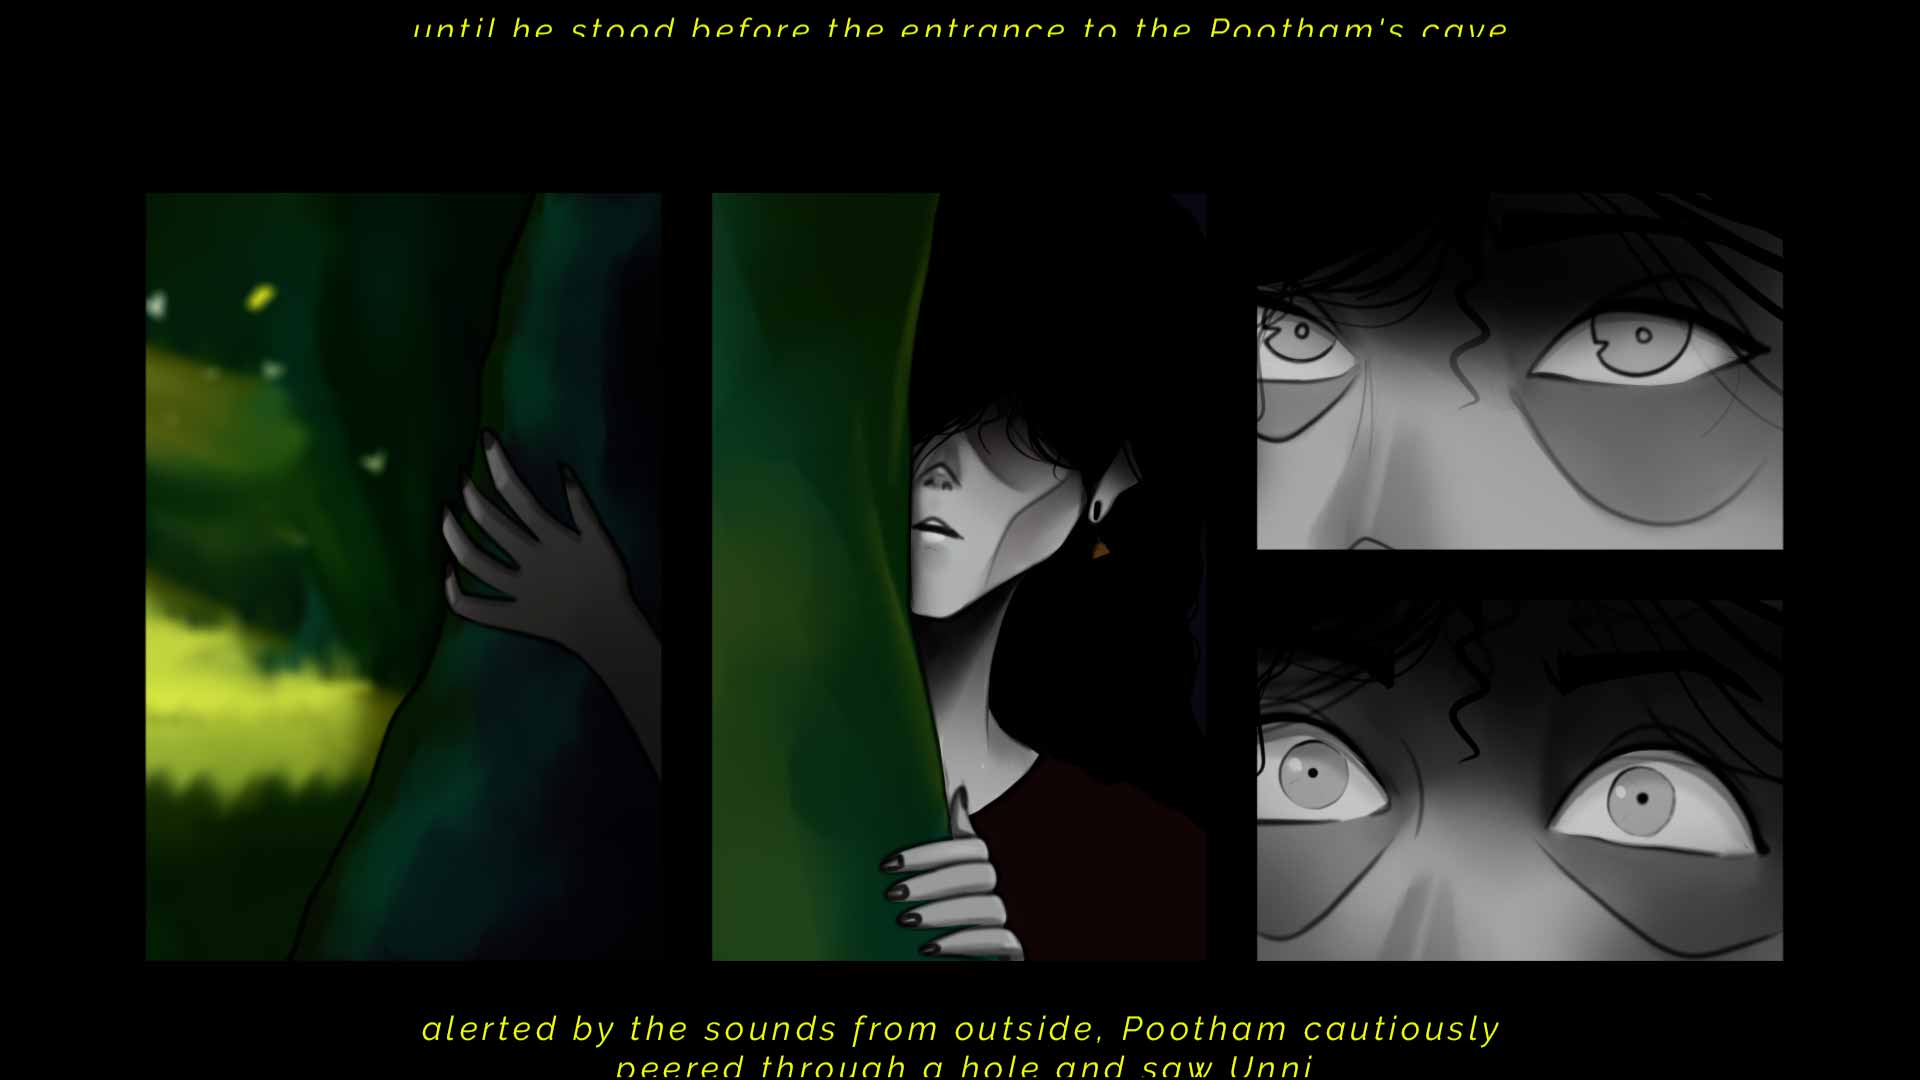 until he stood before the entrance to the Pootham's cave
alerted by the sounds from outside, Pootham cautiously
peered through a hole and saw Unni